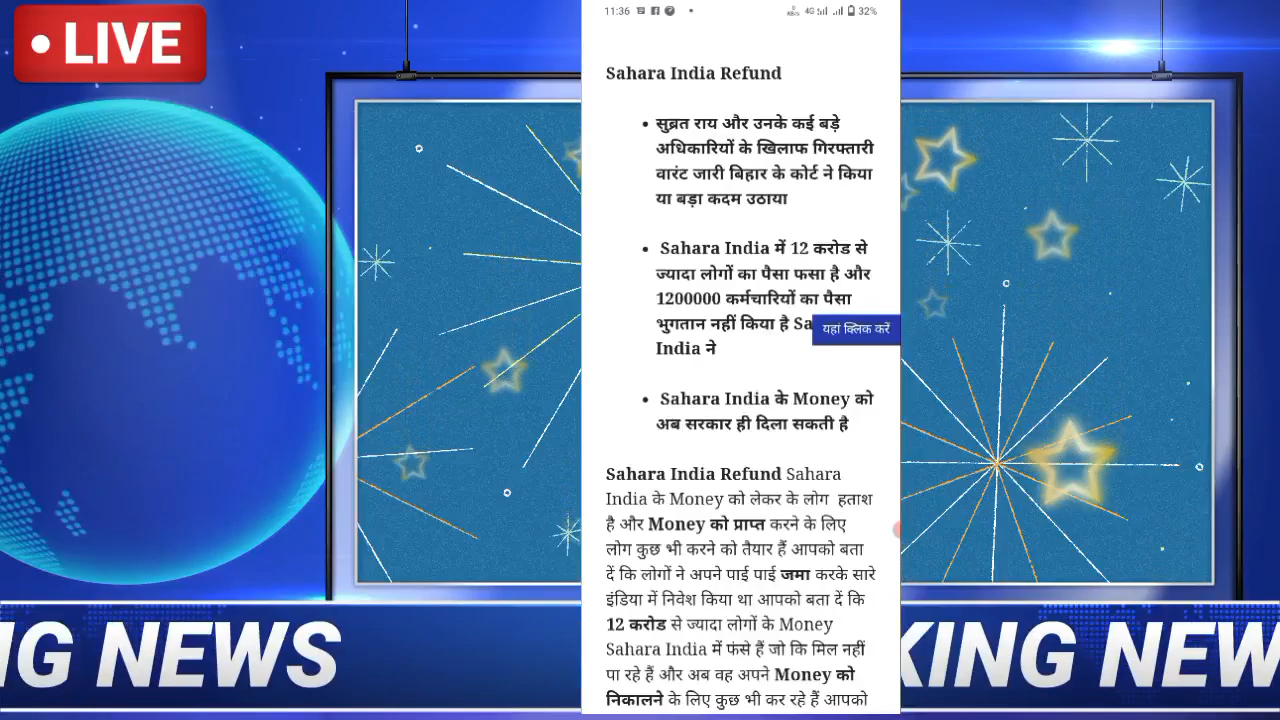 LIVE
11:36
4G
32%
Sahara India Refund
• सुब्रत राय और उनके कई बड़े
अधिकारियों के खिलाफ गिरफ्तारी
वारंट जारी बिहार के कोर्ट ने किया
या बड़ा कदम उठाया
• Sahara India में 12 करोड से
ज्यादा लोगों का पैसा फसा है और
1200000 कर्मचारियों का पैसा
भुगतान नहीं किया है Sa
यहां क्लिक करें
India ने
• Sahara India के Money को
अब सरकार ही दिला सकती है
Sahara India Refund Sahara
India के Money को लेकर के लोग हताश
है और Money को प्राप्त करने के लिए
लोग कुछ भी करने को तैयार हैं आपको बता
दें कि लोगों ने अपने पाई पाई जमा करके सारे
इंडिया में निवेश किया था आपको बता दें कि
12 करोड से ज्यादा लोगों के Money
Sahara India में फंसे हैं जो कि मिल नहीं
पा रहे हैं और अब वह अपने Money को
निकालने के लिए कुछ भी कर रहे हैं आपको
NG NEWS
KING NEW